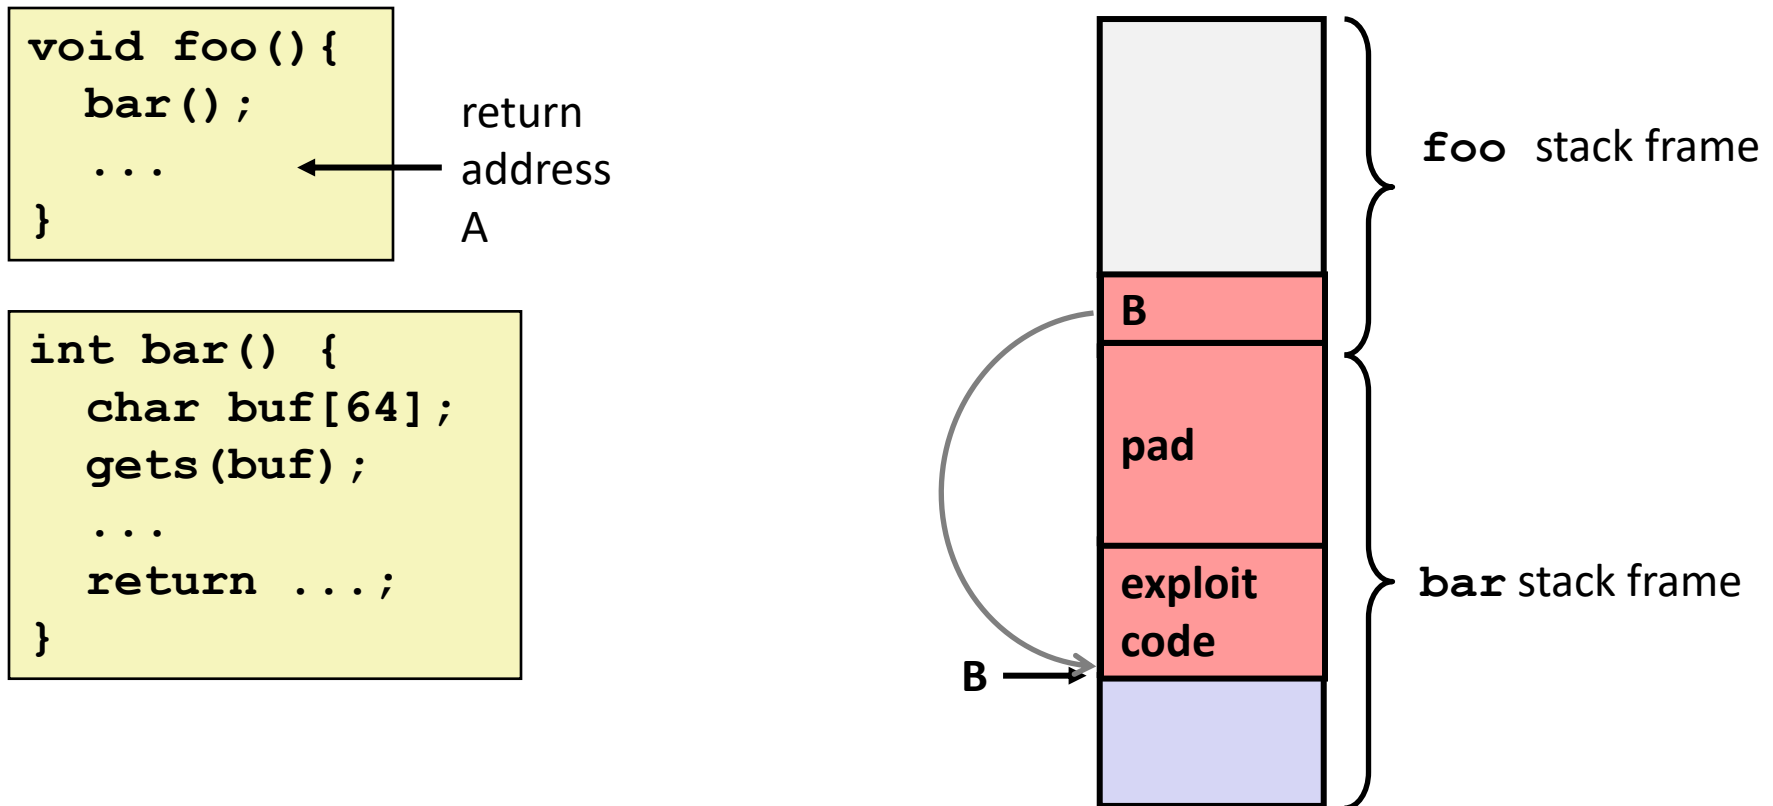 void foo(){
bar();
...
}
return
address
A
int bar() {
char buf[64];
gets(buf);
...
return ...;
}
B
pad
exploit
code
B
foo stack frame
bar stack frame